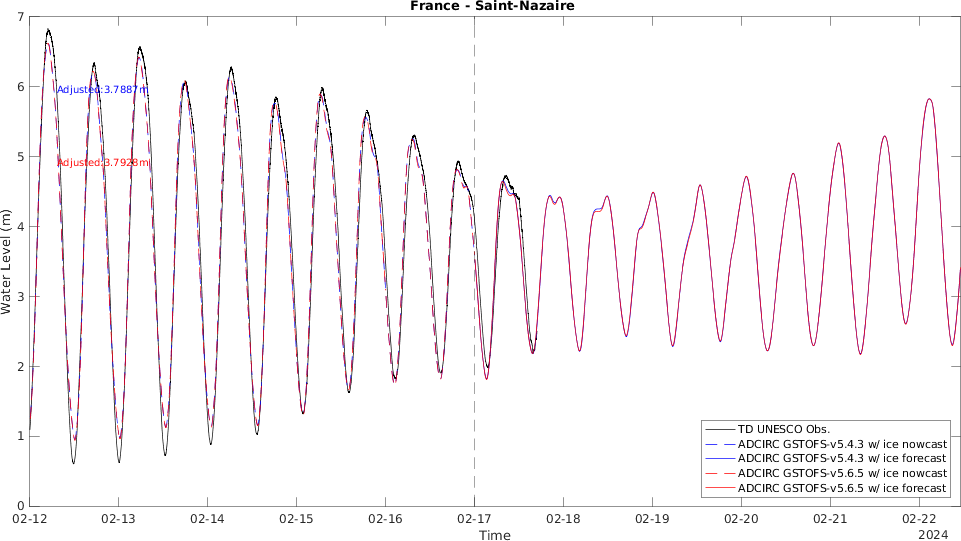 France - Saint-Nazaire
7
6
5
4
3
2
1
0
Water Level (m)
Adjusted:3.7887m
Adjusted:3.7928m
TD UNESCO Obs.
ADCIRC GSTOFS-v5.4.3 w/ ice nowcast
ADCIRC GSTOFS-v5.4.3 w/ ice forecast
ADCIRC GSTOFS-v5.6.5 w/ ice nowcast
ADCIRC GSTOFS-v5.6.5 w/ ice forecast
02-12 02-13 02-14 02-15 02-16 02-17 02-18 02-19 02-20 02-21 02-22
Time
2024